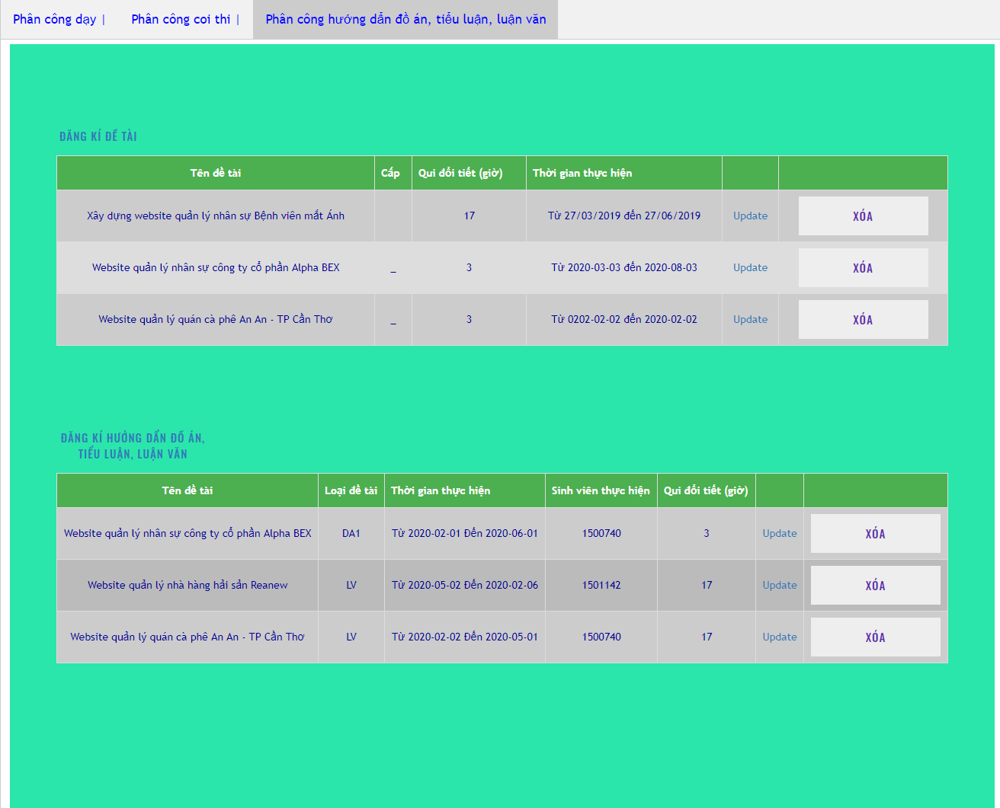 Phân công dạy | Phân công coi thi | Phân công hướng dẩn đồ án, tiểu luận, luận văn
ĐĂNG KÍ ĐỀ TÀI
Tên đề tài Cấp Qui đổi tiết (giờ) Thời gian thực hiện
Xây dựng website quản lý nhân sự Bệnh viên mắt Ánh 17 Từ 27/03/2019 đến 27/06/2019 Update XÓA
Website quản lý nhân sự công ty cổ phần Alpha BEX _ 3 Từ 2020-03-03 đến 2020-08-03 Update XÓA
Website quản lý quán cà phê An An - TP Cần Thơ _ 3 Từ 0202-02-02 đến 2020-02-02 Update XÓA
ĐĂNG KÍ HƯỚNG DẨN ĐỒ ÁN,
TIỂU LUẬN, LUẬN VĂN
Tên đề tài Loại đề tài Thời gian thực hiện Sinh viên thực hiện Qui đổi tiết (giờ)
Website quản lý nhân sự công ty cổ phần Alpha BEX DA1 Từ 2020-02-01 Đến 2020-06-01 1500740 3 Update XÓA
Website quản lý nhà hàng hải sản Reanew LV Từ 2020-05-02 Đến 2020-02-06 1501142 17 Update XÓA
Website quản lý quán cà phê An An - TP Cần Thơ LV Từ 2020-02-02 Đến 2020-05-01 1500740 17 Update XÓA